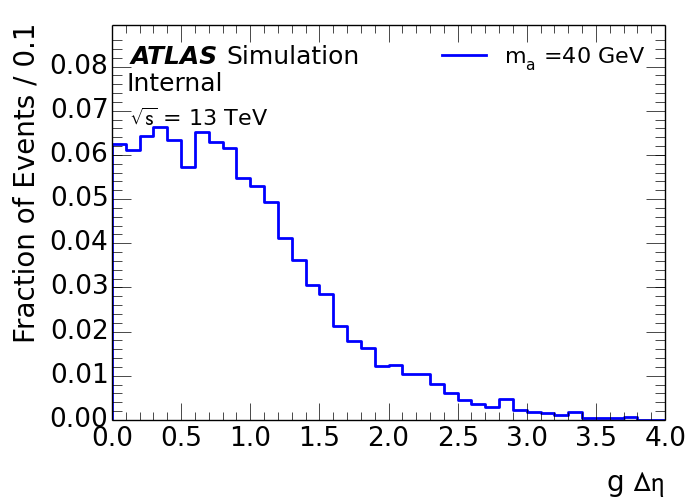 ATLAS Simulation
Internal
√s = 13 TeV
m_a =40 GeV
Fraction of Events / 0.1
0.08
0.07
0.06
0.05
0.04
0.03
0.02
0.01
0.00
0.0 0.5 1.0 1.5 2.0 2.5 3.0 3.5 4.0
g Δη